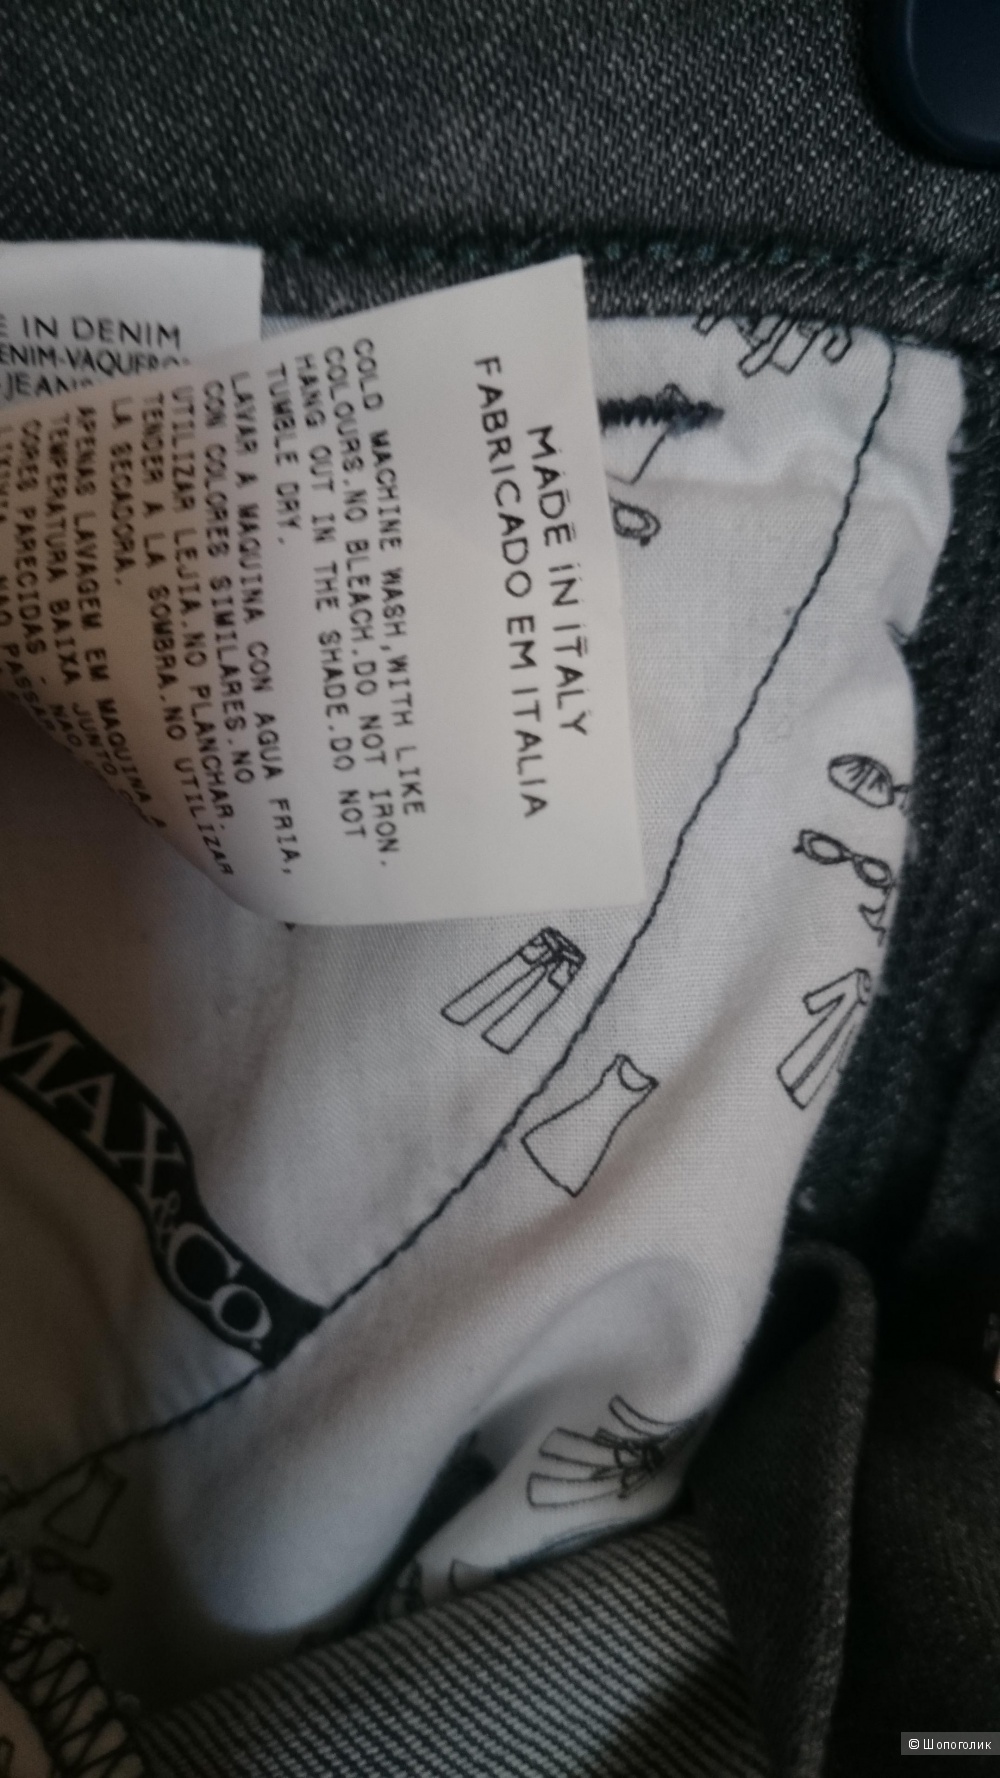 IN DENIM
MADE IN ITALY
FABRICADO EM ITALIA
COLD MACHINE WASH,WITH LIKE
COLOURS.NO BLEACH.DO NOT IRON.
HANG OUT IN THE SHADE.DO NOT
TUMBLE DRY.
LAVAR A MAQUINA CON AGUA FRIA,
CON COLORES SIMILARES.NO
UTILIZAR LEJIA.NO PLANCHAR.
TENDER A LA SOMBRA.NO UTILIZAR
LA SECADORA.
APENAS LAVAGEM EM MAQUINA A
TEMPERATURA BAIXA JUNTO
CORES PARECIDAS - NAO
MAX&CO.
© Шопоголик